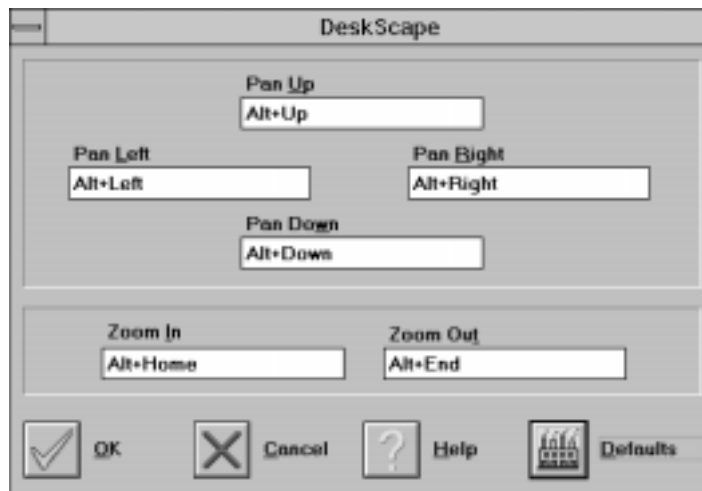 DeskScape
Pan Up
Alt+Up
Pan Left Pan Right
Alt+Left Alt+Right
Pan Down
Alt+Down
Zoom In Zoom Out
Alt+Home Alt+End
OK Cancel ? Help Defaults